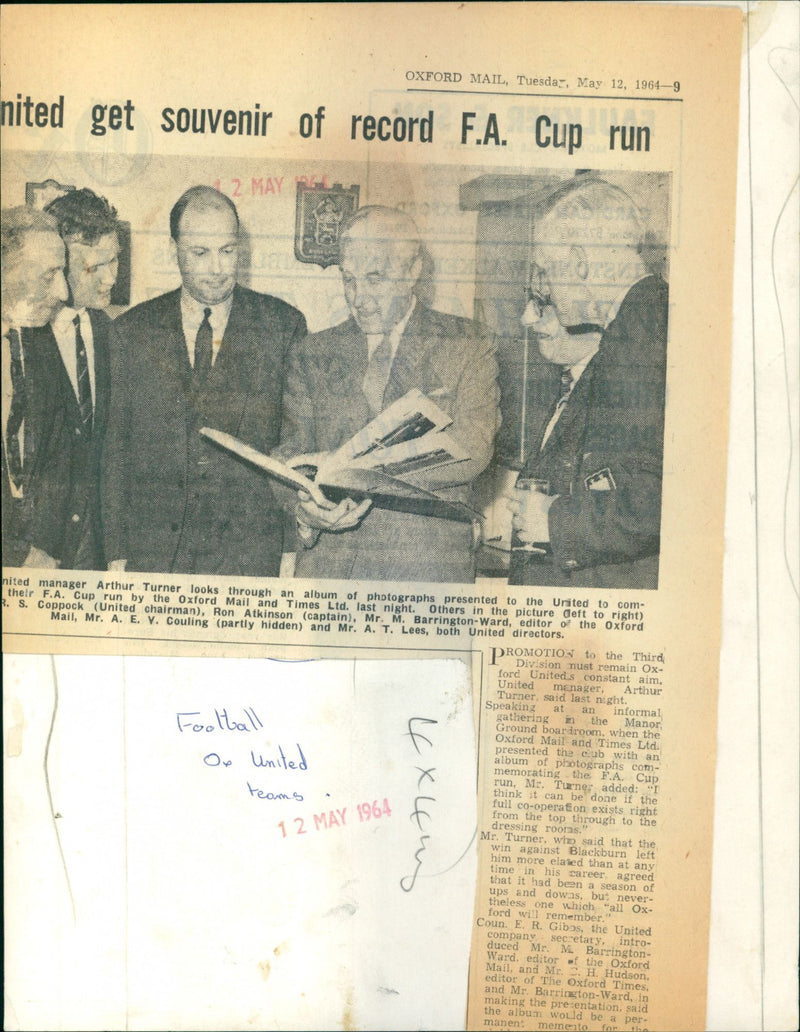 OXFORD MAIL, Tuesday, May 12, 1964—9
nited get souvenir of record F.A. Cup run
12 MAY 1964
nited manager Arthur Turner looks through an album of photographs presented to the United to com-
their F.A. Cup run by the Oxford Mail and Times Ltd. last night. Others in the picture (left to right)
R. S. Coppock (United chairman), Ron Atkinson (captain), Mr. M. Barrington-Ward, editor of the Oxford
Mail, Mr. A. E. V. Couling (partly hidden) and Mr. A. T. Lees, both United directors.
PROMOTION to the Third
Division must remain Ox-
ford United,s constant aim,
United manager, Arthur
Turner, said last night.
Speaking at an informal
gathering in the Manor
Ground boardroom, when the
Oxford Mail and Times Ltd.
presented the club with an
album of photographs com-
memorating the F.A. Cup
run, Mr. Turner added: "I
think it can be done if the
full co-operation exists right
from the top through to the
dressing rooms."
Mr. Turner, who said that the
win against Blackburn left
him more elated than at any
time in his career, agreed
that it had been a season of
ups and downs, but never-
theless one which "all Ox-
ford will remember."
Coun. E. R. Gibbs, the United
company secretary, intro-
duced Mr. M. Barrington-
Ward, editor of the Oxford
Mail, and Mr. H. Hudson,
editor of The Oxford Times,
and Mr. Barrington-Ward, in
making the presentation, said
the album would be a per-
manent memento for the
Football
Ox United
teams.
12 MAY 1964